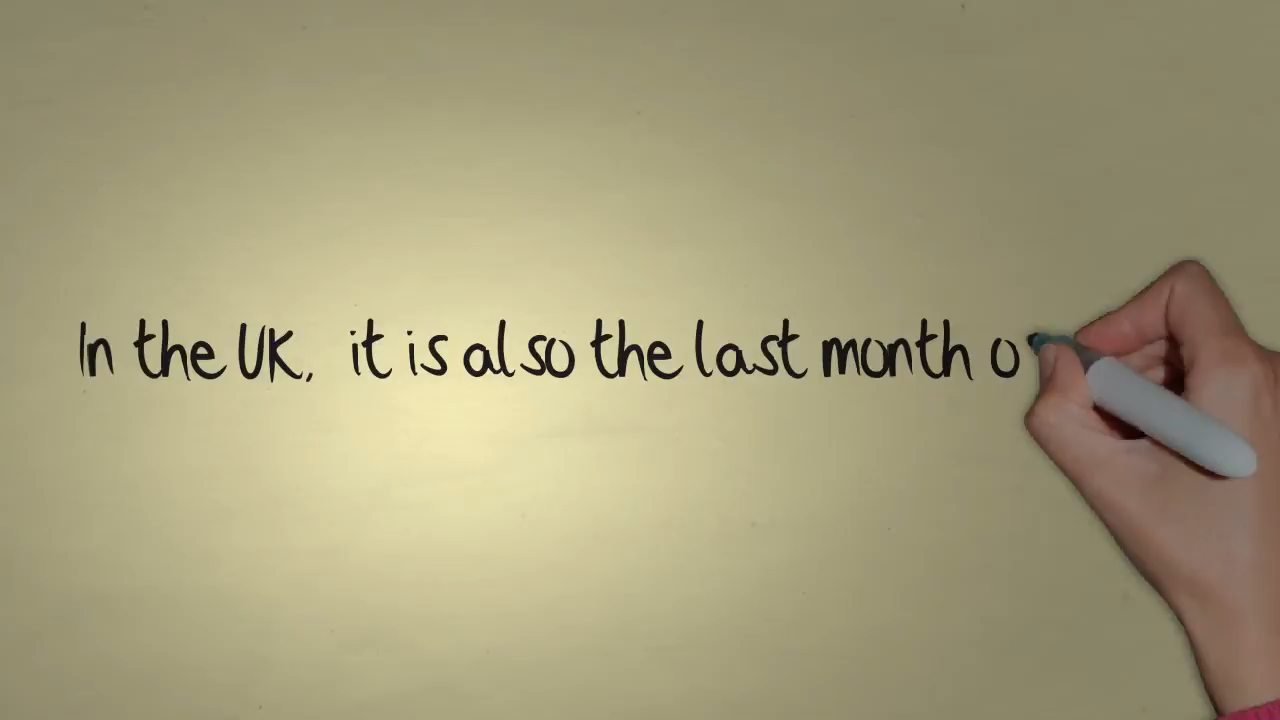 In the UK, it is also the last month o